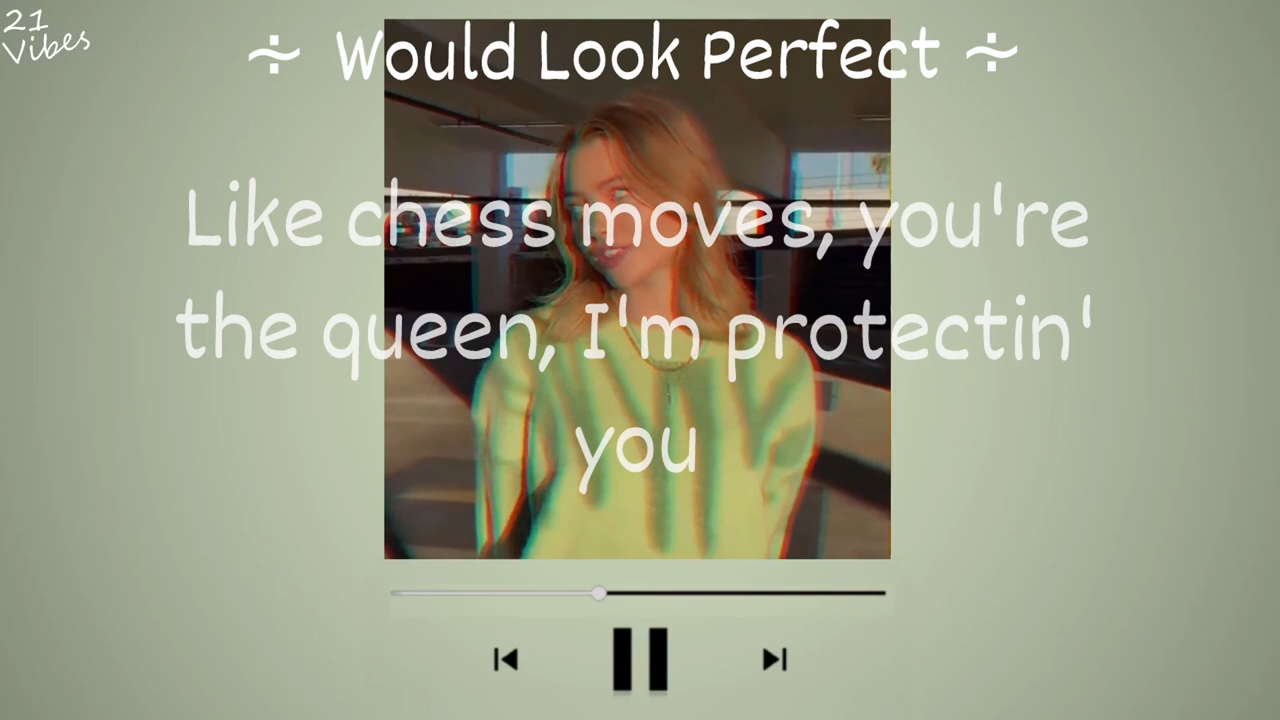 21
Vibes
÷ Would Look Perfect ÷
Like chess moves, you're
the queen, I'm protectin'
you